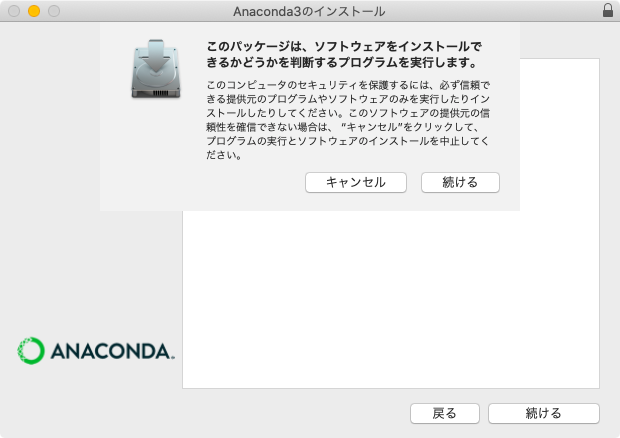 Anaconda3のインストール
このパッケージは、ソフトウェアをインストールで
きるかどうかを判断するプログラムを実行します。
このコンピュータのセキュリティを保護するには、必ず信頼で
きる提供元のプログラムやソフトウェアのみを実行したりイン
ストールしたりしてください。このソフトウェアの提供元の信
頼性を確信できない場合は、“キャンセル”をクリックして、
プログラムの実行とソフトウェアのインストールを中止してく
ださい。
キャンセル
続ける
ANACONDA.
戻る
続ける